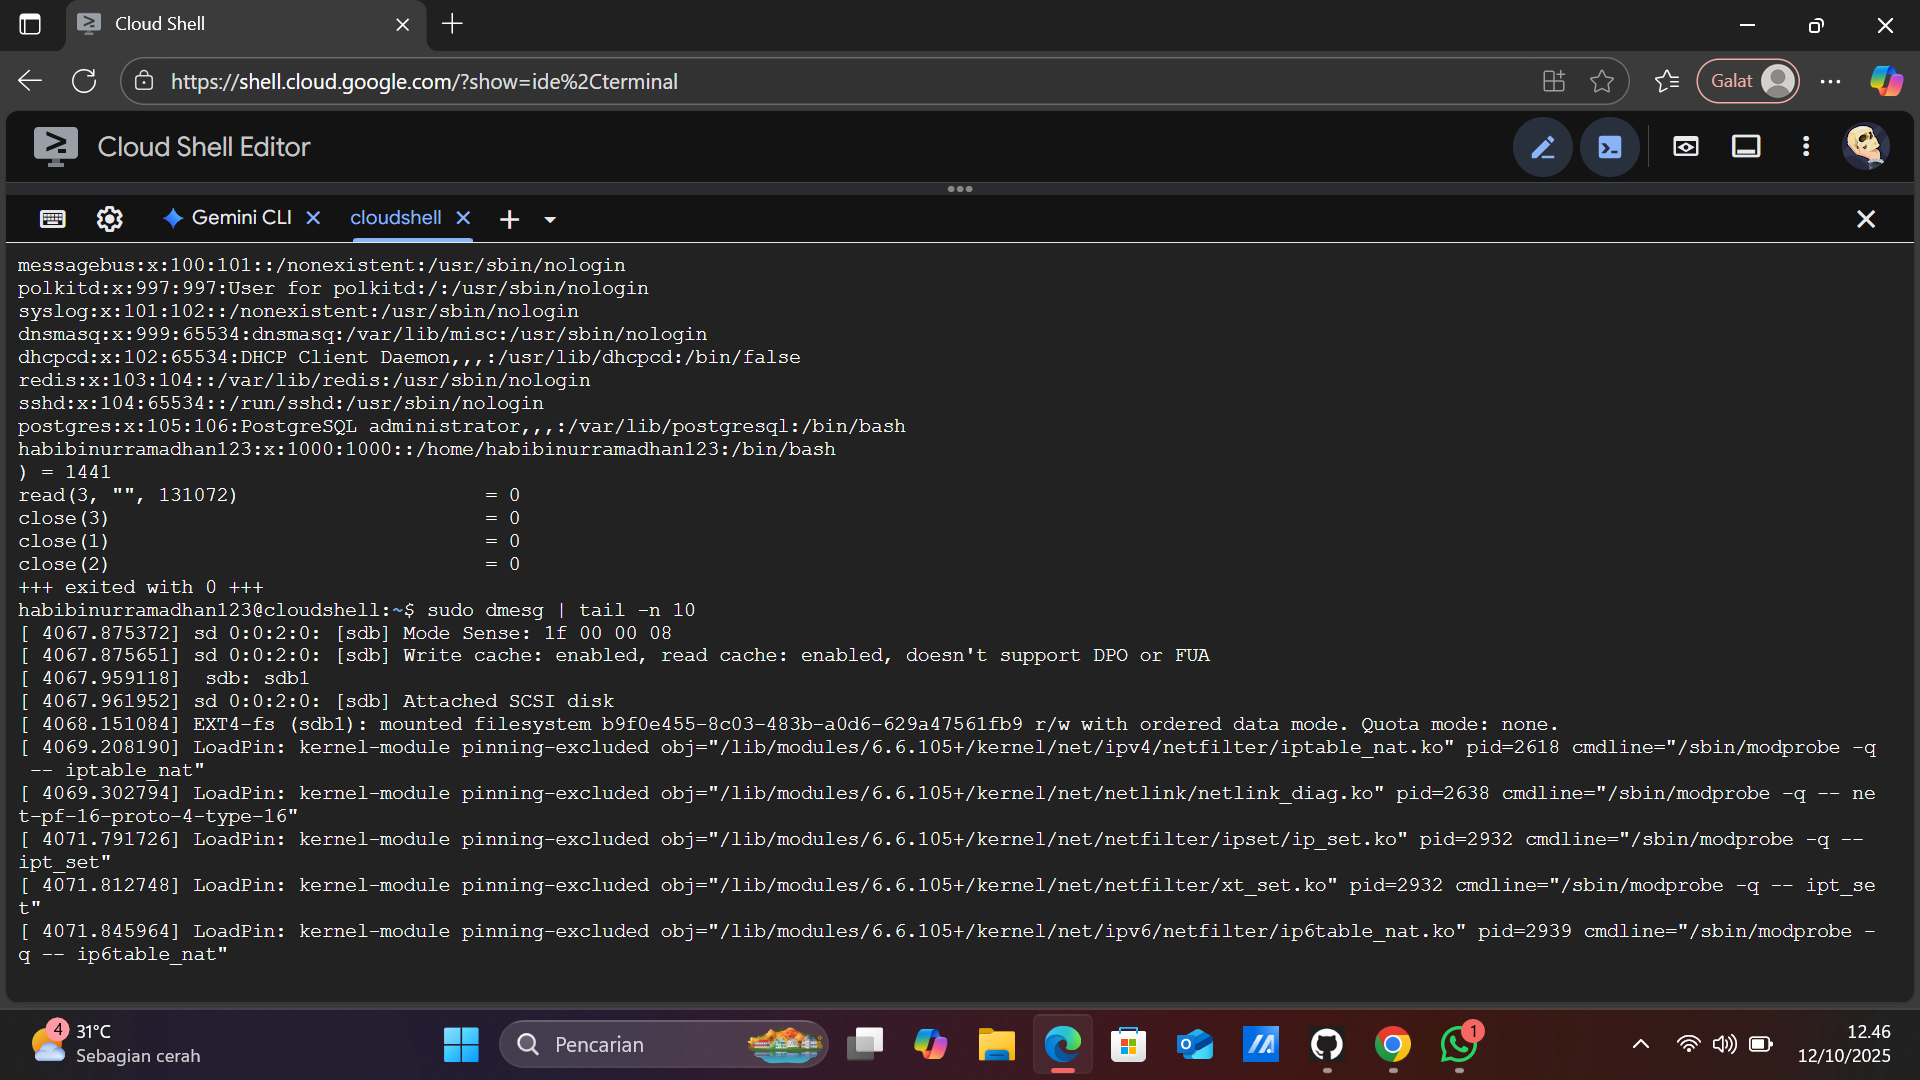 Cloud Shell
https://shell.cloud.google.com/?show=ide%2Cterminal
Galat
Cloud Shell Editor
Gemini CLI
cloudshell
messagebus:x:100:101::/nonexistent:/usr/sbin/nologin
polkitd:x:997:997:User for polkitd:/:/usr/sbin/nologin
syslog:x:101:102::/nonexistent:/usr/sbin/nologin
dnsmasq:x:999:65534:dnsmasq:/var/lib/misc:/usr/sbin/nologin
dhcpcd:x:102:65534:DHCP Client Daemon,,,:/usr/lib/dhcpcd:/bin/false
redis:x:103:104::/var/lib/redis:/usr/sbin/nologin
sshd:x:104:65534::/run/sshd:/usr/sbin/nologin
postgres:x:105:106:PostgreSQL administrator,,,:/var/lib/postgresql:/bin/bash
habibinurramadhan123:x:1000:1000::/home/habibinurramadhan123:/bin/bash
) = 1441
read(3, "", 131072)                     = 0
close(3)                                = 0
close(1)                                = 0
close(2)                                = 0
+++ exited with 0 +++
habibinurramadhan123@cloudshell:~$ sudo dmesg | tail -n 10
[ 4067.875372] sd 0:0:2:0: [sdb] Mode Sense: 1f 00 00 08
[ 4067.875651] sd 0:0:2:0: [sdb] Write cache: enabled, read cache: enabled, doesn't support DPO or FUA
[ 4067.959118]  sdb: sdb1
[ 4067.961952] sd 0:0:2:0: [sdb] Attached SCSI disk
[ 4068.151084] EXT4-fs (sdb1): mounted filesystem b9f0e455-8c03-483b-a0d6-629a47561fb9 r/w with ordered data mode. Quota mode: none.
[ 4069.208190] LoadPin: kernel-module pinning-excluded obj="/lib/modules/6.6.105+/kernel/net/ipv4/netfilter/iptable_nat.ko" pid=2618 cmdline="/sbin/modprobe -q
 -- iptable_nat"
[ 4069.302794] LoadPin: kernel-module pinning-excluded obj="/lib/modules/6.6.105+/kernel/net/netlink/netlink_diag.ko" pid=2638 cmdline="/sbin/modprobe -q -- ne
t-pf-16-proto-4-type-16"
[ 4071.791726] LoadPin: kernel-module pinning-excluded obj="/lib/modules/6.6.105+/kernel/net/netfilter/ipset/ip_set.ko" pid=2932 cmdline="/sbin/modprobe -q --
ipt_set"
[ 4071.812748] LoadPin: kernel-module pinning-excluded obj="/lib/modules/6.6.105+/kernel/net/netfilter/xt_set.ko" pid=2932 cmdline="/sbin/modprobe -q -- ipt_se
t"
[ 4071.845964] LoadPin: kernel-module pinning-excluded obj="/lib/modules/6.6.105+/kernel/net/ipv6/netfilter/ip6table_nat.ko" pid=2939 cmdline="/sbin/modprobe -
q -- ip6table_nat"
4
31°C
Sebagian cerah
Pencarian
1
12.46
12/10/2025